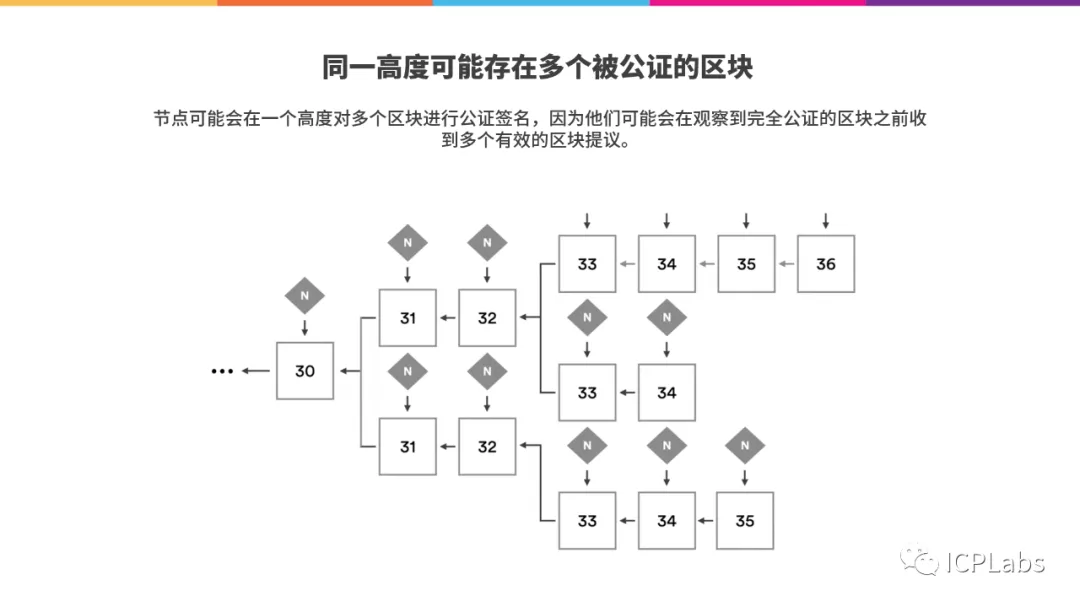 同一高度可能存在多个被公证的区块
节点可能会在一个高度对多个区块进行公证签名，因为他们可能会在观察到完全公证的区块之前收
到多个有效的区块提议。
N N
33 34 35 36
N
31 32
N N
30
N N
33 34
31 32
N N N
33 34 35
ICPLabs